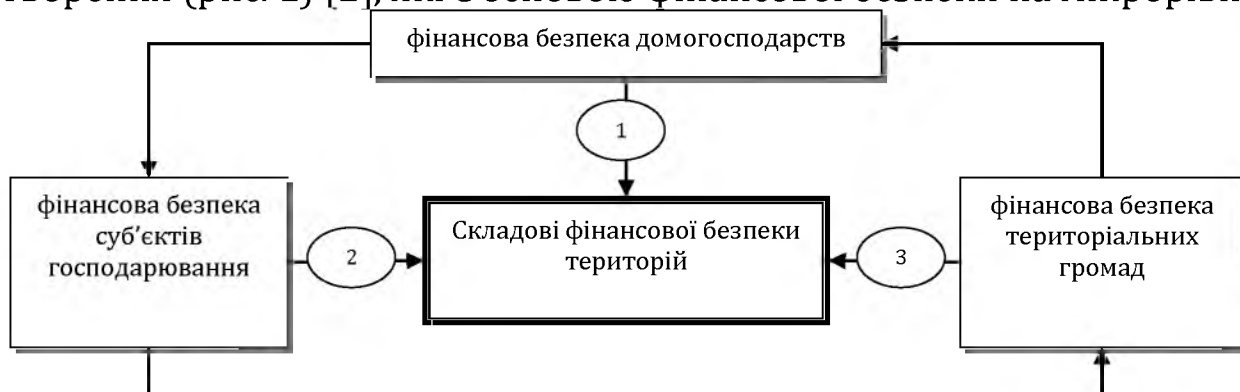 фінансова безпека домогосподарств
1
фінансова безпека
суб’єктів
господарювання
2
Складові фінансової безпеки
територій
3
фінансова безпека
територіальних
громад